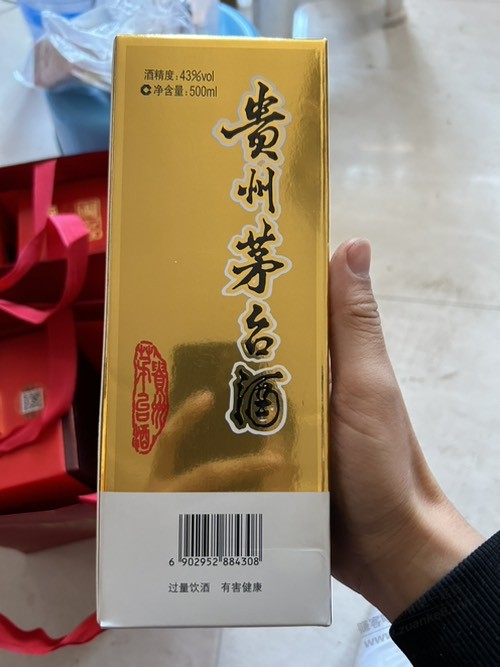 酒精度：43%vol
净含量：500ml
贵州茅台酒
贵州茅台酒
6 902952 884308
过量饮酒 有害健康